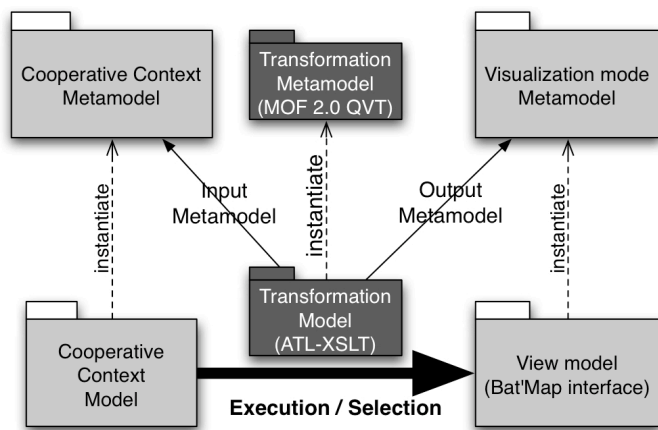 Cooperative Context
Metamodel
Transformation
Metamodel
(MOF 2.0 QVT)
Visualization mode
Metamodel
instantiate
Input
Metamodel
instantiate
Output
Metamodel
instantiate
Cooperative
Context
Model
Transformation
Model
(ATL-XSLT)
View model
(Bat'Map interface)
Execution / Selection